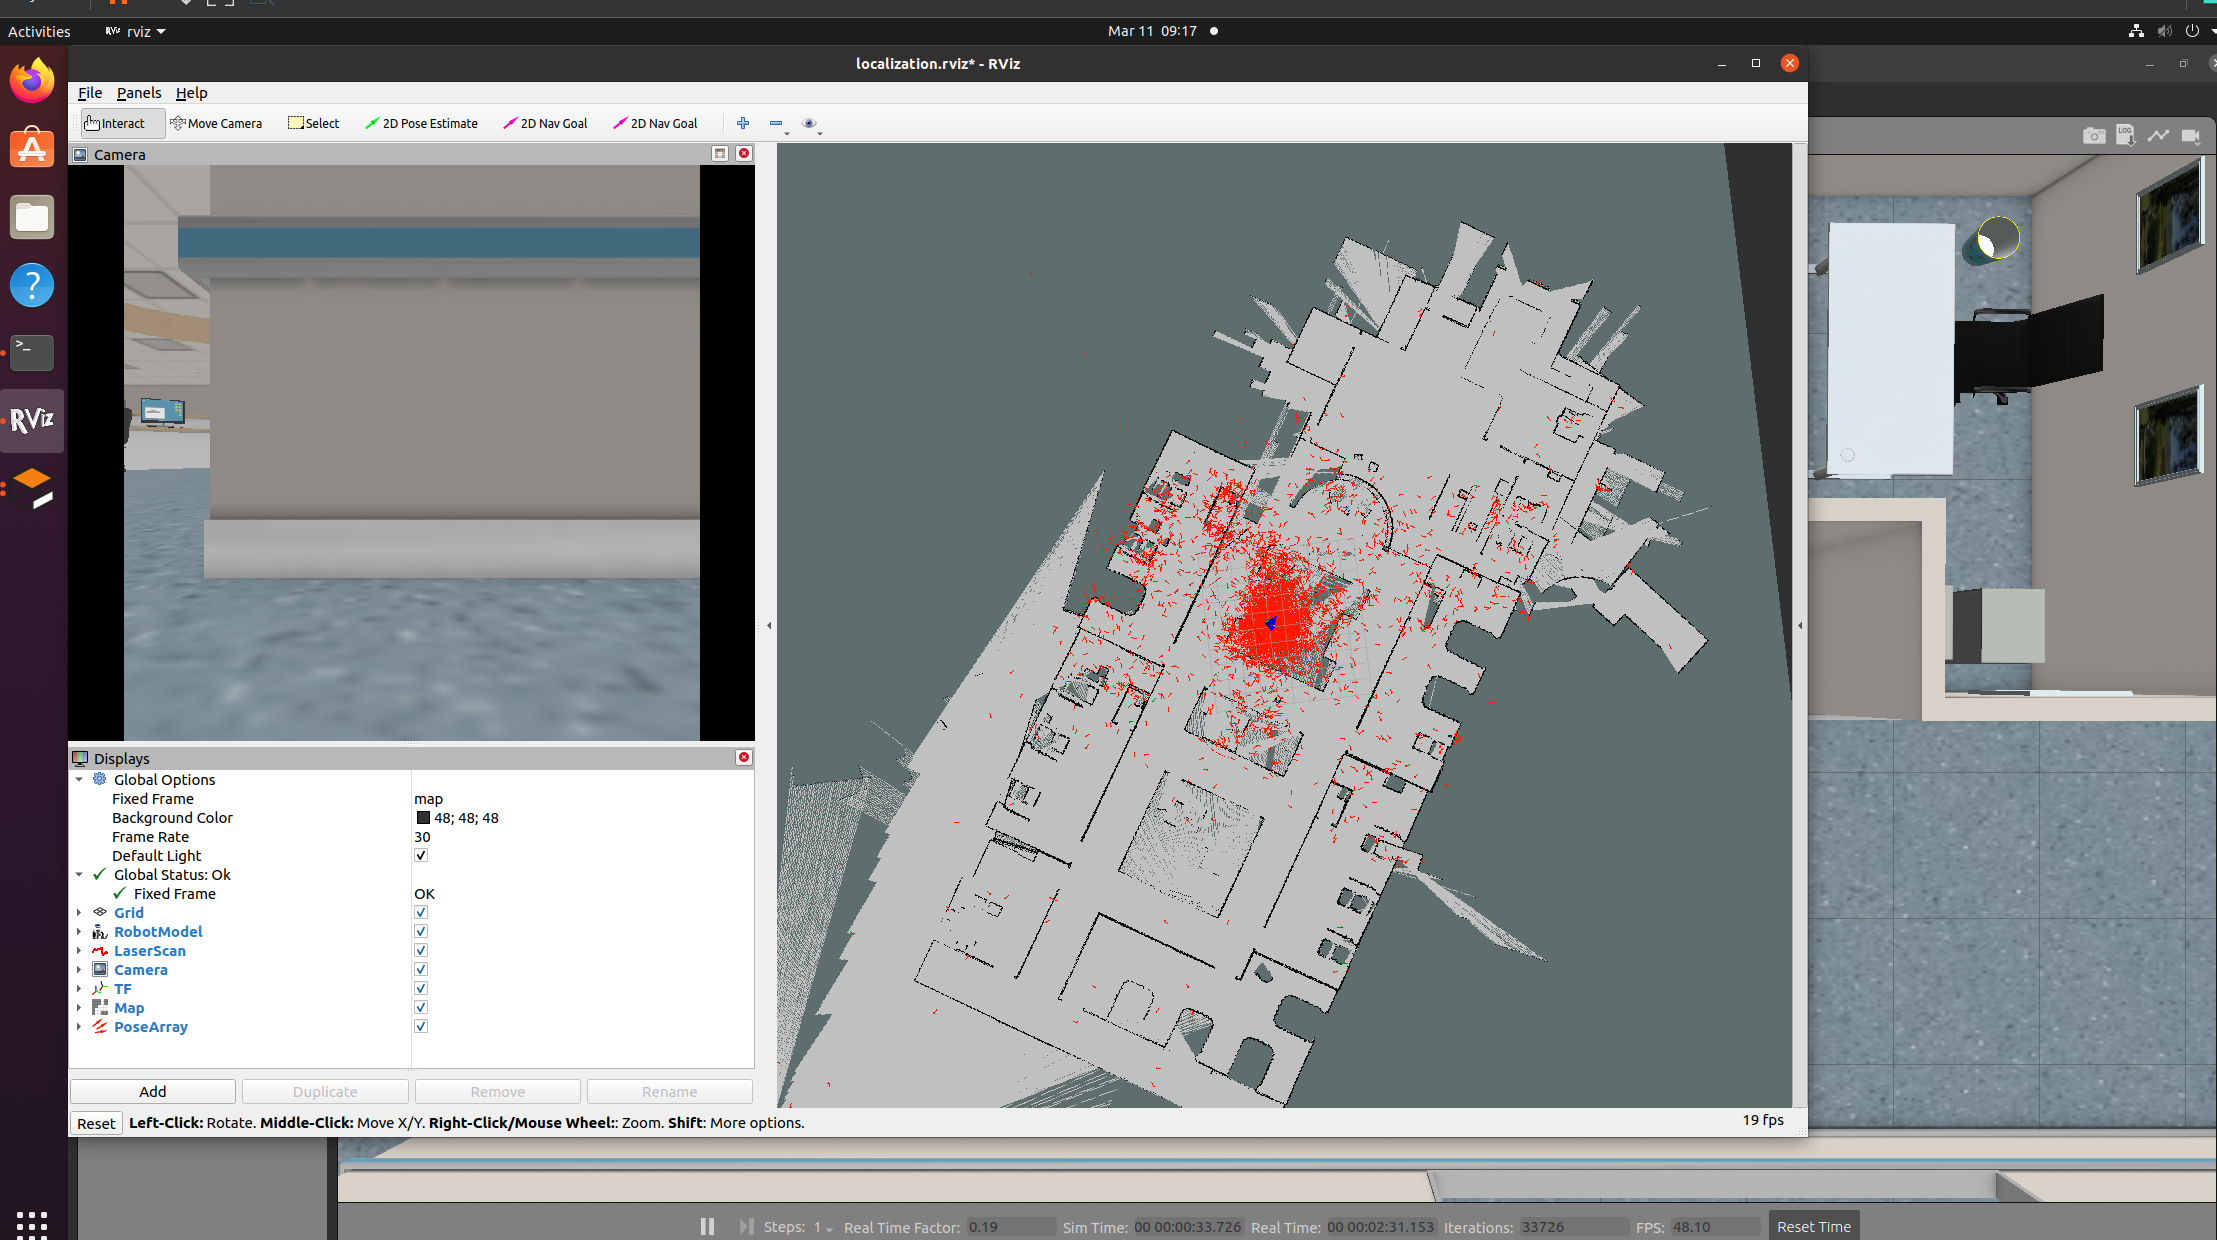 Activities
RViz rviz
Mar 11 09:17
localization.rviz* - RViz
File Panels Help
Interact Move Camera Select 2D Pose Estimate 2D Nav Goal 2D Nav Goal
Camera
LOG
>_
RViz
Displays
Global Options
Fixed Frame map
Background Color 48; 48; 48
Frame Rate 30
Default Light
Global Status: Ok
Fixed Frame OK
Grid
RobotModel
LaserScan
Camera
TF
Map
PoseArray
Add Duplicate Remove Rename
Reset Left-Click: Rotate. Middle-Click: Move X/Y. Right-Click/Mouse Wheel:: Zoom. Shift: More options. 19 fps
Steps: 1 Real Time Factor: 0.19 Sim Time: 00 00:00:33.726 Real Time: 00 00:02:31.153 Iterations: 33726 FPS: 48.10 Reset Time